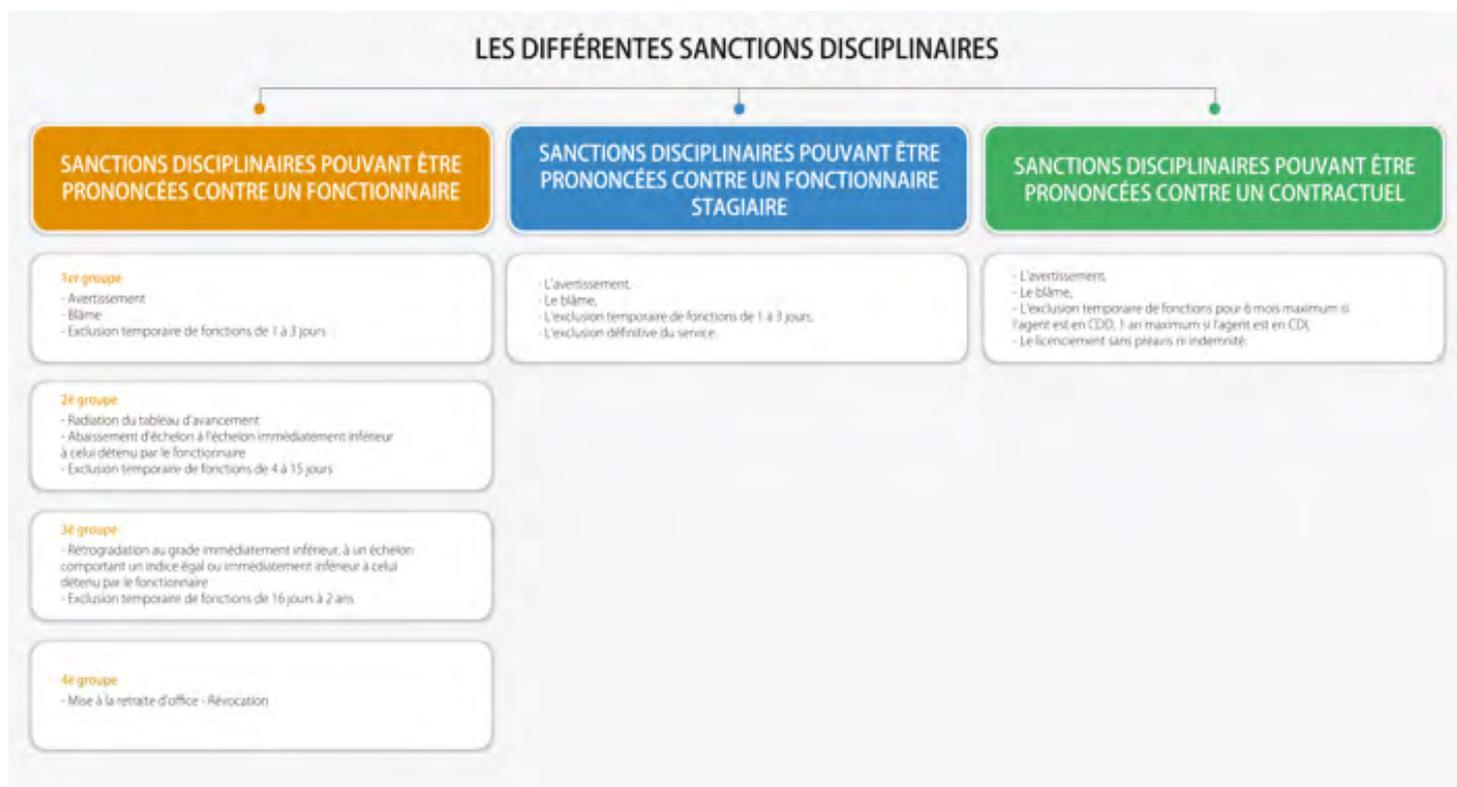 LES DIFFÉRENTES SANCTIONS DISCIPLINAIRES
SANCTIONS DISCIPLINAIRES POUVANT ÊTRE
PRONONCÉES CONTRE UN FONCTIONNAIRE
1er groupe
- Avertissement
- Blâme
- Exclusion temporaire de fonctions de 1 à 3 jours
2è groupe
- Radiation du tableau d'avancement
- Abaissement d'échelon à l'échelon immédiatement inférieur
à celui détenu par le fonctionnaire
- Exclusion temporaire de fonctions de 4 à 15 jours
3è groupe
- Rétrogradation au grade immédiatement inférieur, à un échelon
comportant un indice égal ou immédiatement inférieur à celui
détenu par le fonctionnaire
- Exclusion temporaire de fonctions de 16 jours à 2 ans
4è groupe
- Mise à la retraite d'office - Révocation
SANCTIONS DISCIPLINAIRES POUVANT ÊTRE
PRONONCÉES CONTRE UN FONCTIONNAIRE
STAGIAIRE
- L'avertissement,
- Le blâme,
- L'exclusion temporaire de fonctions de 1 à 3 jours,
- L'exclusion définitive du service.
SANCTIONS DISCIPLINAIRES POUVANT ÊTRE
PRONONCÉES CONTRE UN CONTRACTUEL
- L'avertissement,
- Le blâme,
- L'exclusion temporaire de fonctions pour 6 mois maximum si
l'agent est en CDD, 1 an maximum si l'agent est en CDI,
- Le licenciement sans préavis ni indemnité.